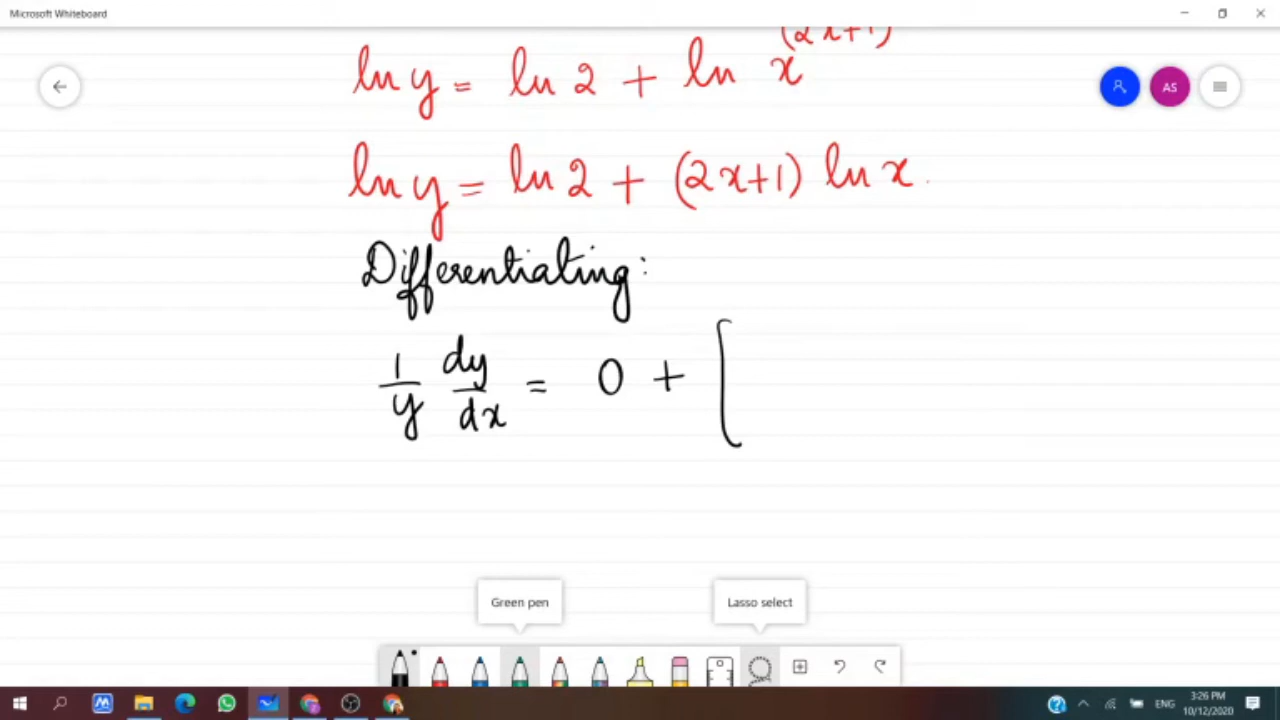 Microsoft Whiteboard
(2x+1)
ln y = ln 2 + ln x
AS
ln y = ln 2 + (2x+1) ln x.
Differentiating:
1 dy
— — = 0 + [
y dx
Green pen
Lasso select
3:26 PM
ENG
10/12/2020